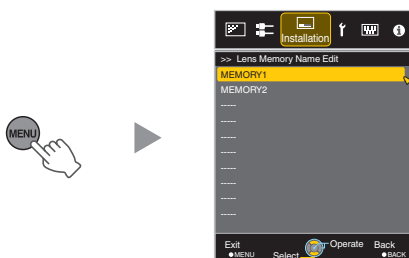 MENU
Installation
>> Lens Memory Name Edit
MEMORY1
MEMORY2
-----
-----
-----
-----
-----
-----
-----
-----
Exit
Operate
Back
●MENU
Select
●BACK